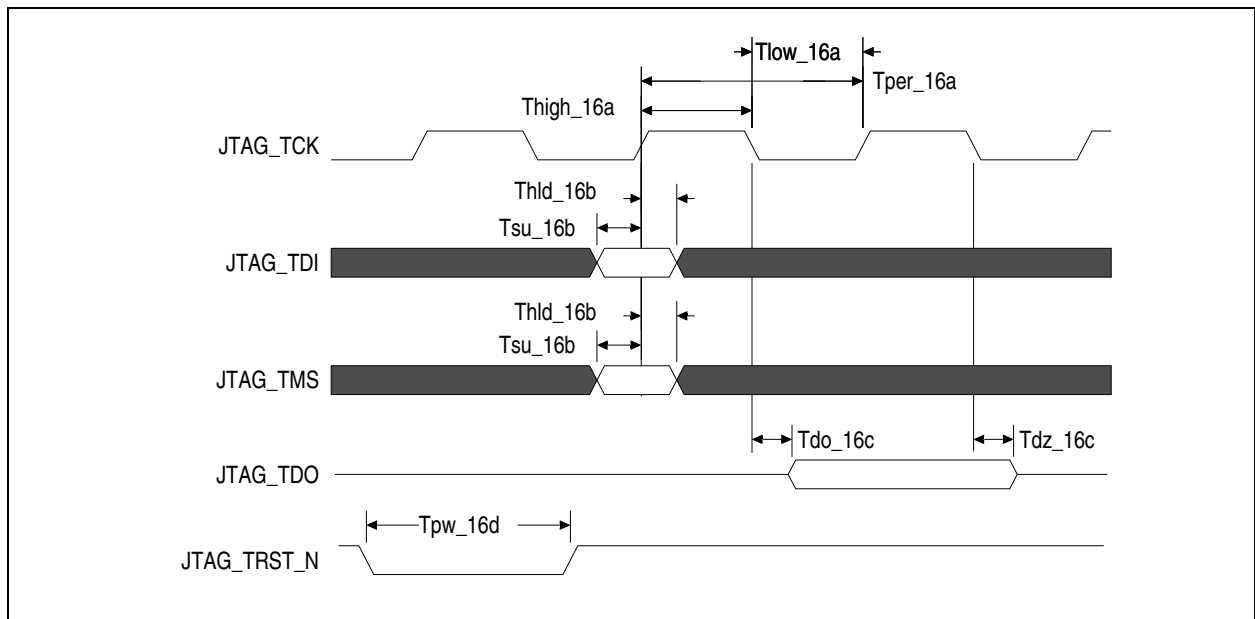 Tlow_16a
Tper_16a
Thigh_16a
JTAG_TCK
Thld_16b
Tsu_16b
JTAG_TDI
Thld_16b
Tsu_16b
JTAG_TMS
Tdo_16c
Tdz_16c
JTAG_TDO
Tpw_16d
JTAG_TRST_N